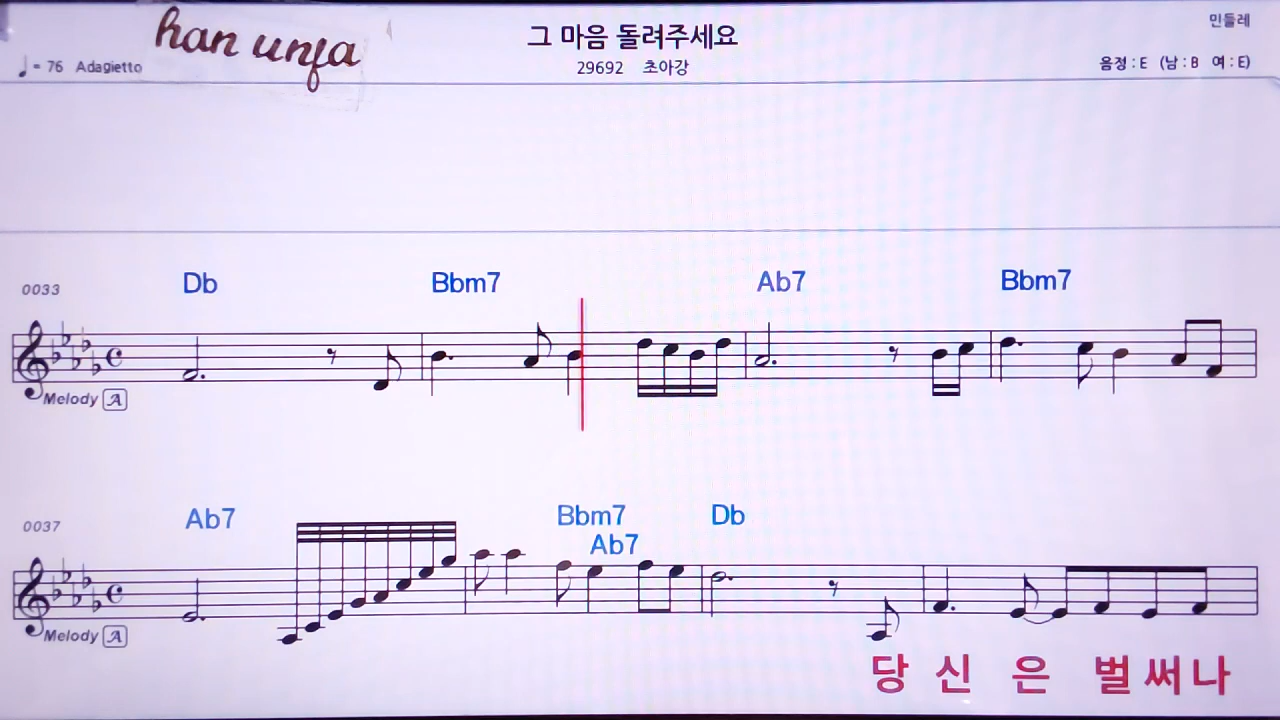 han unfa
그 마음 돌려주세요
민들레
♩= 76 Adagietto
29692 초아강
음정 : E (남 : B 여 : E)
0033
Db Bbm7 Ab7 Bbm7
Melody A
0037
Ab7 Bbm7 Db
Ab7
Melody A
당 신 은 벌 써 나